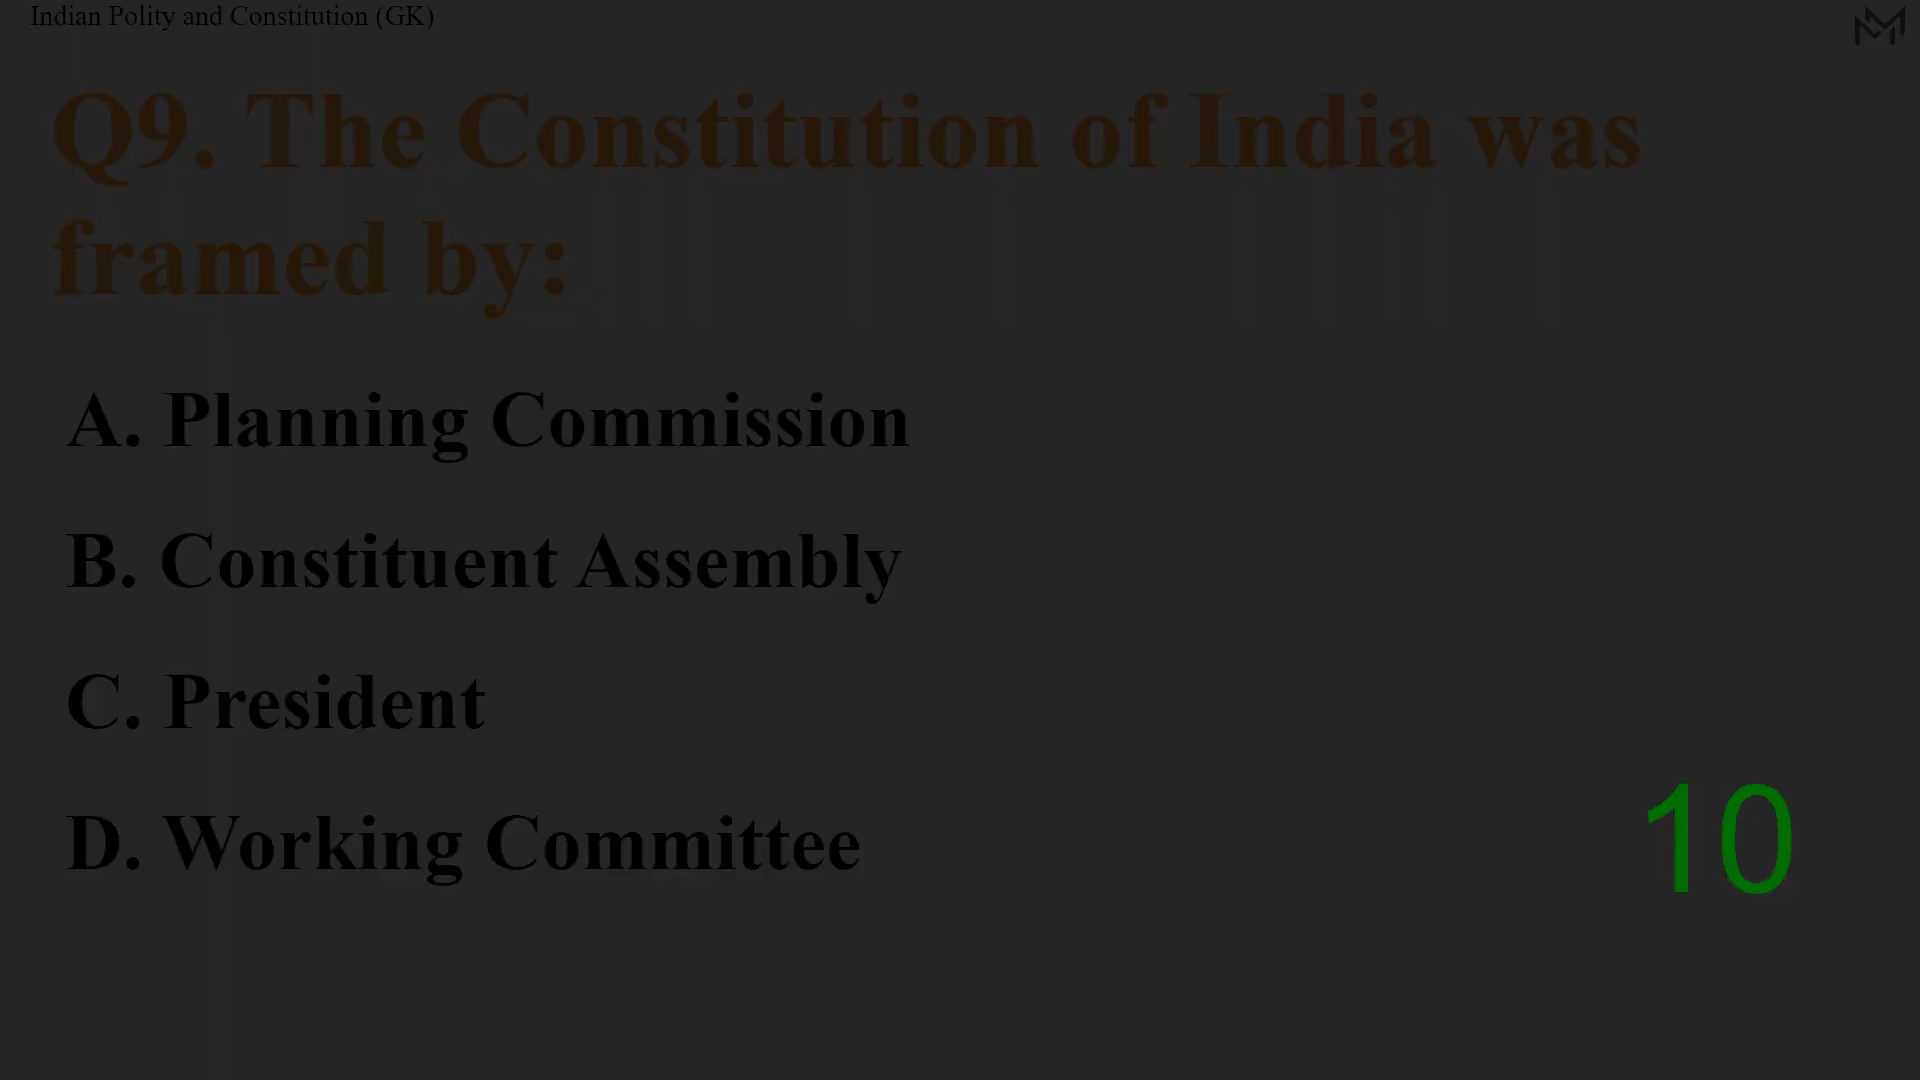 Indian Polity and Constitution (GK)
Q9. The Constitution of India was
framed by:
A. Planning Commission
B. Constituent Assembly
C. President
D. Working Committee
10